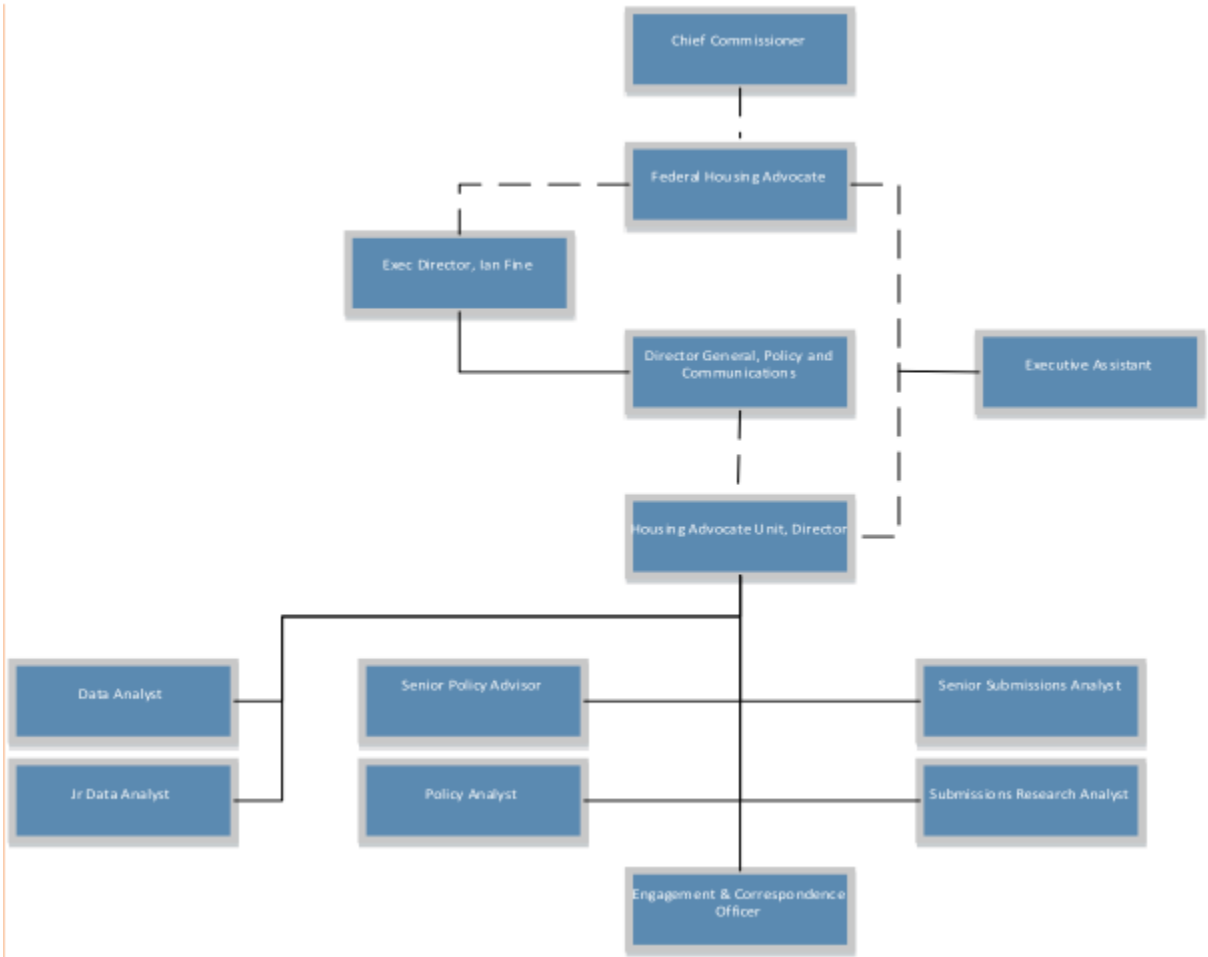 Chief Commissioner
Federal Housing Advocate
Exec Director, Ian Fine
Director General, Policy and
Communications
Executive Assistant
Housing Advocate Unit, Director
Data Analyst
Senior Policy Advisor
Senior Submissions Analyst
Jr Data Analyst
Policy Analyst
Submissions Research Analyst
Engagement & Correspondence
Officer